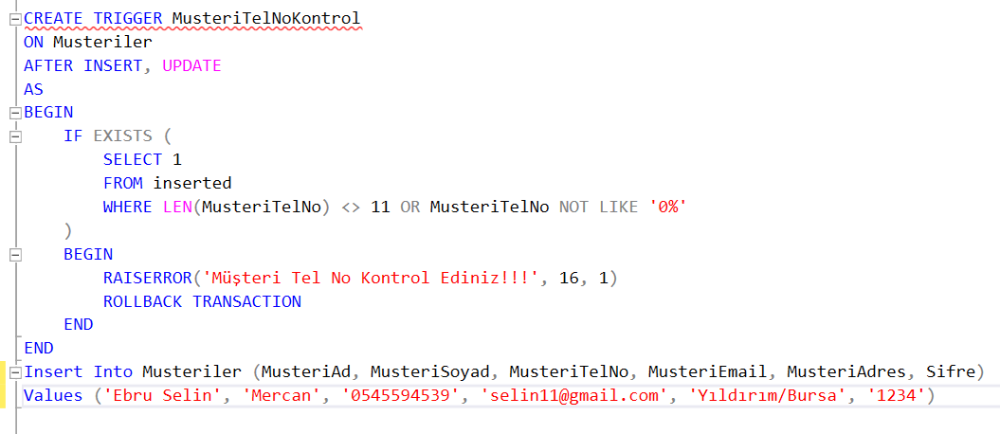 CREATE TRIGGER MusteriTelNoKontrol
ON Musteriler
AFTER INSERT, UPDATE
AS
BEGIN
    IF EXISTS (
        SELECT 1
        FROM inserted
        WHERE LEN(MusteriTelNo) <> 11 OR MusteriTelNo NOT LIKE '0%'
    )
    BEGIN
        RAISERROR('Müşteri Tel No Kontrol Ediniz!!!', 16, 1)
        ROLLBACK TRANSACTION
    END
END
Insert Into Musteriler (MusteriAd, MusteriSoyad, MusteriTelNo, MusteriEmail, MusteriAdres, Sifre)
Values ('Ebru Selin', 'Mercan', '0545594539', 'selin11@gmail.com', 'Yıldırım/Bursa', '1234')